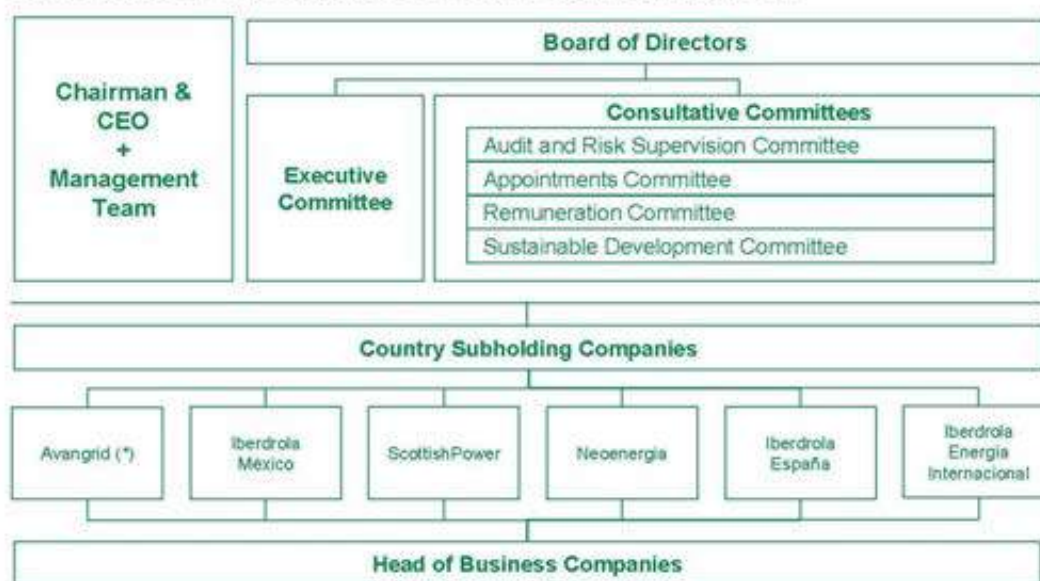 Chairman &
CEO
+
Management
Team
Board of Directors
Executive
Committee
Consultative Committees
Audit and Risk Supervision Committee
Appointments Committee
Remuneration Committee
Sustainable Development Committee
Country Subholding Companies
Avangrid (*)
Iberdrola
México
ScottishPower
Neoenergia
Iberdrola
España
Iberdrola
Energía
Internacional
Head of Business Companies